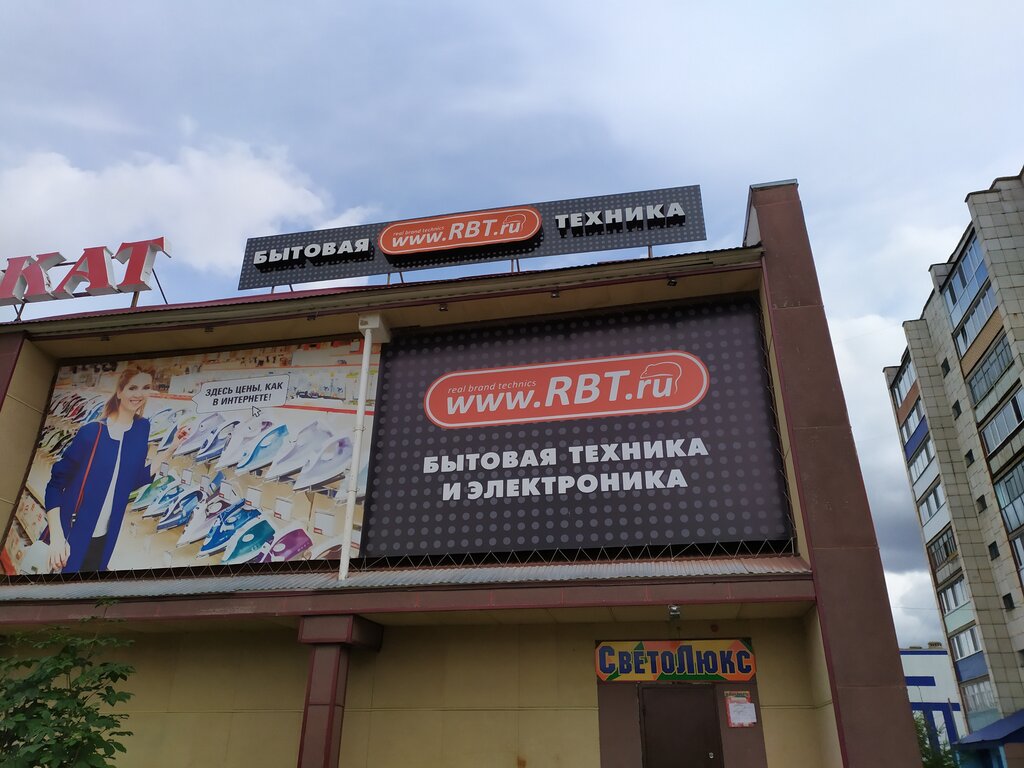 КАТ
БЫТОВАЯ
real brand technics
www.RBT.ru
ТЕХНИКА
ЗДЕСЬ ЦЕНЫ, КАК
В ИНТЕРНЕТЕ!
real brand technics
www.RBT.ru
БЫТОВАЯ ТЕХНИКА
И ЭЛЕКТРОНИКА
СВЕТОЛЮКС